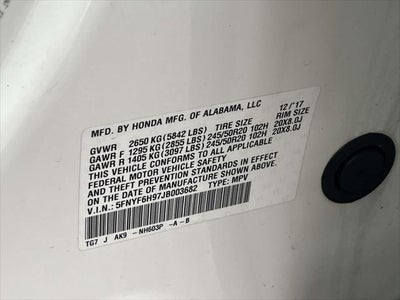 MFD. BY HONDA MFG. OF ALABAMA, LLC 12/'17
TIRE SIZE RIM SIZE
GVWR 2650 KG (5842 LBS)
GAWR F 1295 KG (2855 LBS) 245/50R20 102H 20X8.0J
GAWR R 1405 KG (3097 LBS) 245/50R20 102H 20X8.0J
THIS VEHICLE CONFORMS TO ALL APPLICABLE
FEDERAL MOTOR VEHICLE SAFETY STANDARDS
IN EFFECT ON THE DATE OF MANUFACTURE SHOWN ABOVE.
V.I.N.: 5FNYF6H97JB003682 TYPE: MPV
TG7 J AK9 -NH603P -A -B